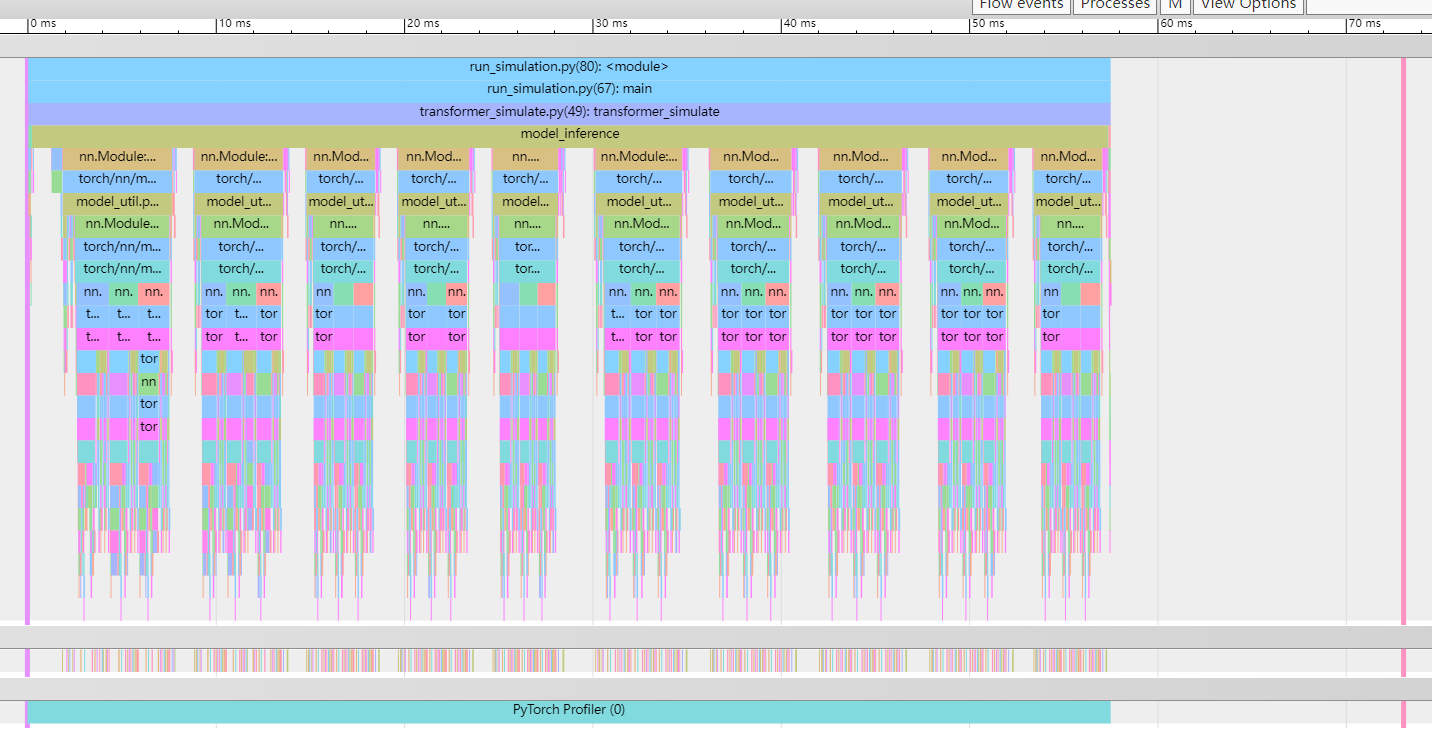 Flow events Processes M View Options
0 ms 10 ms 20 ms 30 ms 40 ms 50 ms 60 ms 70 ms
run_simulation.py(80): <module>
run_simulation.py(67): main
transformer_simulate.py(49): transformer_simulate
model_inference
nn.Module:... nn.Module:... nn.Mod... nn.Mod... nn.... nn.Module:... nn.Mod... nn.Mod... nn.Mod... nn.Mod...
torch/nn/m... torch/... torch/... torch/... torch/... torch/... torch/... torch/... torch/... torch/...
model_util.p... model_ut... model_ut... model_ut... model... model_ut... model_ut... model_ut... model_ut... model_ut...
nn.Module... nn.Mod... nn.... nn.... nn.... nn.Mod... nn.Mod... nn.Mod... nn.Mod... nn....
torch/nn/m... torch/... torch/... torch/... tor... torch/... torch/... torch/... torch/... torch/...
torch/nn/m... torch/... torch/... torch/... tor... torch/... torch/... torch/... torch/... torch/...
nn. nn. nn. nn. nn. nn. nn nn. nn. nn. nn. nn. nn. nn. nn. nn. nn. nn. nn. nn. nn. nn
t... t... t... tor t... tor tor tor tor t... tor tor tor tor tor tor tor tor tor tor tor tor
t... t... t... tor t... tor tor tor tor t... tor tor tor tor tor tor tor tor tor tor tor tor
tor
nn
tor
tor
PyTorch Profiler (0)